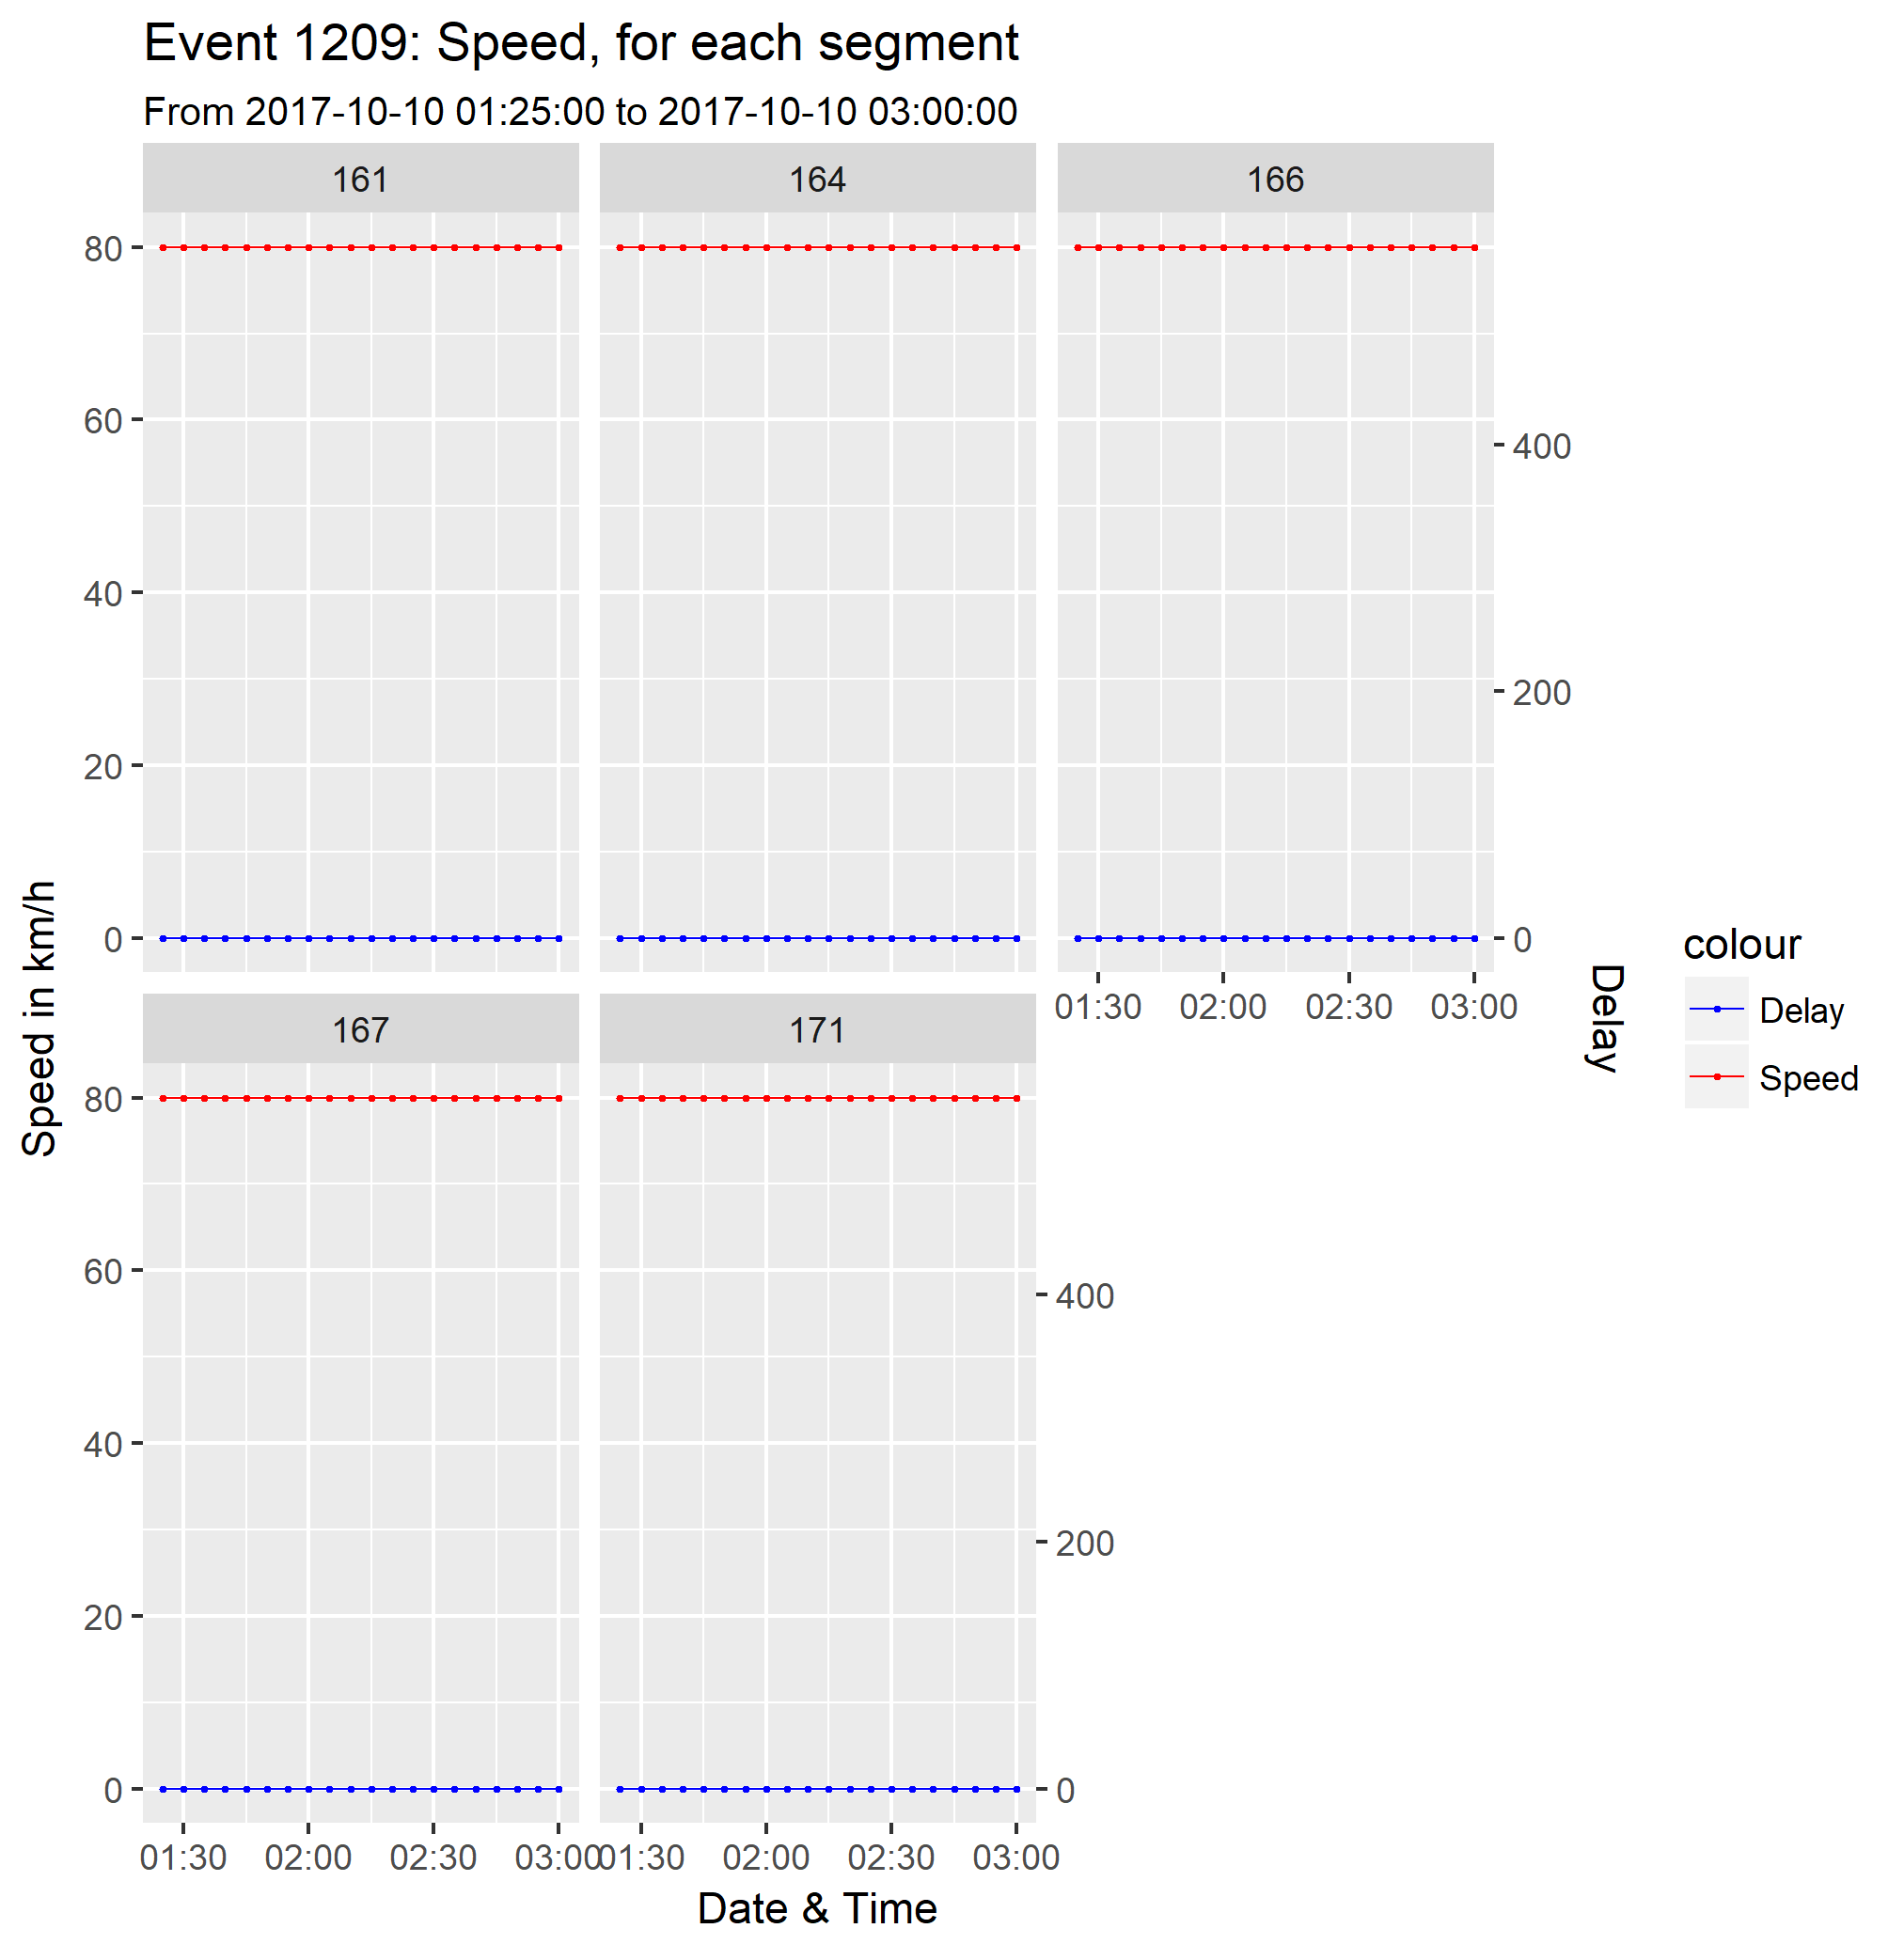 Event 1209: Speed, for each segment
From 2017-10-10 01:25:00 to 2017-10-10 03:00:00
161 164 166
80
60
40
20
0
400
200
0
01:30 02:00 02:30 03:00
167 171
80
60
40
20
0
400
200
0
01:30 02:00 02:30 03:00 01:30 02:00 02:30 03:00
Date & Time
Speed in km/h
Delay
colour
Delay
Speed